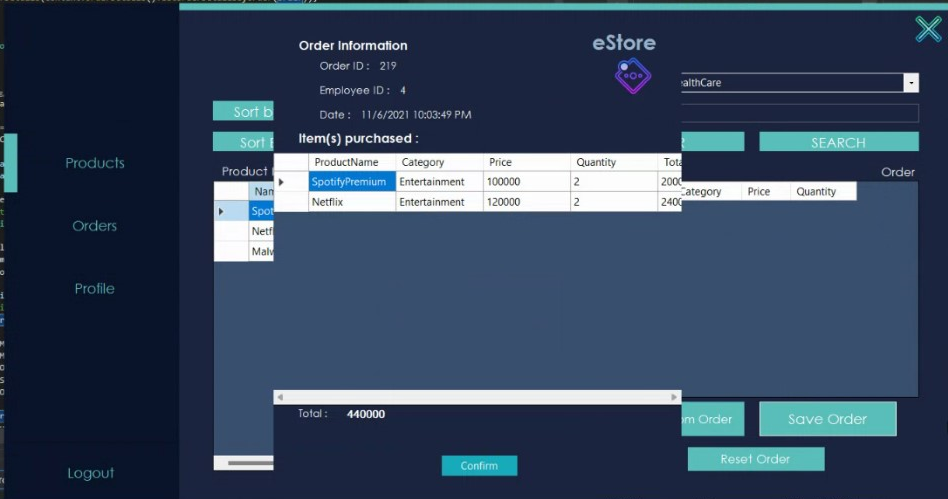 Order Information
eStore
Order ID : 219
Employee ID : 4
Date : 11/6/2021 10:03:49 PM
Item(s) purchased :
ProductName Category Price Quantity Tota
SpotifyPremium Entertainment 100000 2 2000
Netflix Entertainment 120000 2 2400
Total : 440000
Confirm
Products
Orders
Profile
Logout
ealthCare
Sort b
Sort
SEARCH
Product
Order
Nam
Category Price Quantity
Spot
Netfl
Malw
om Order
Save Order
Reset Order